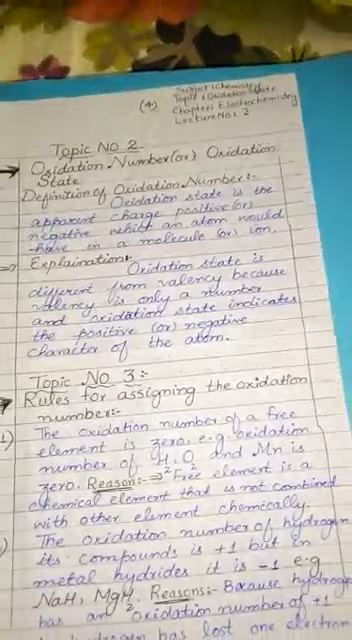 Subject: Chemistry
(4) Topic: Oxidation State
Chapter: Electrochemistry
Lecture No: 2
Topic NO 2
Oxidation Number (or) Oxidation
State
Definition of Oxidation Number:-
Oxidation state is the
apparent charge positive (or)
negative which an atom would
have in a molecule (or) ion.
Explaination:-
Oxidation state is
different from valency because
valency is only a number
and oxidation state indicates
the positive (or) negative
character of the atom.
Topic NO 3:-
Rules for assigning the oxidation
number:-
The oxidation number of a free
element is zero. e.g. oxidation
number of H₂, O₂ and Mn is
zero. Reason:-→ Free element is a
chemical element that is not combined
with other element chemically.
The oxidation number of hydrogen
its compounds is +1 but in
metal hydrides it is -1 e.g
NaH, MgH₂. Reasons:- Because hydrogen
has an oxidation number of +1
has lost one electron